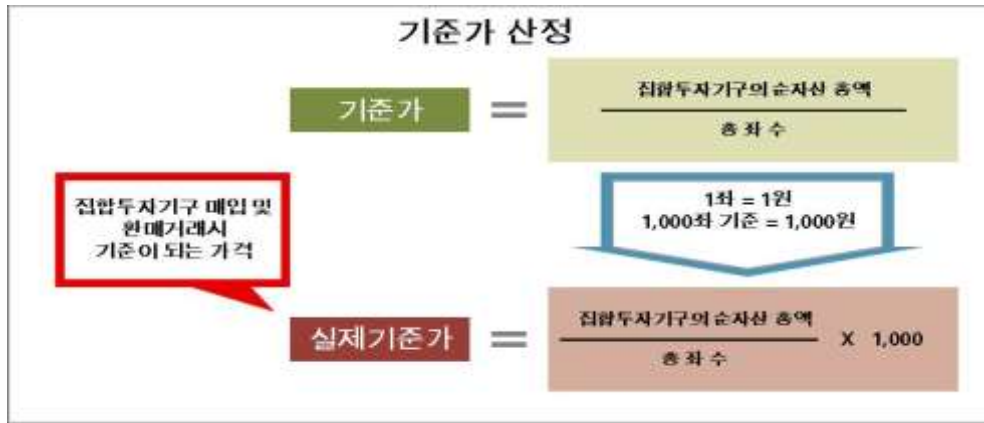 기준가 산정
기준가
=
집합투자기구의 순자산 총액
총 좌 수
집합투자기구 매입 및
환매거래시
기준이 되는 가격
1좌 = 1원
1,000좌 기준 = 1,000원
실제기준가
=
집합투자기구의 순자산 총액
총 좌 수
X 1,000